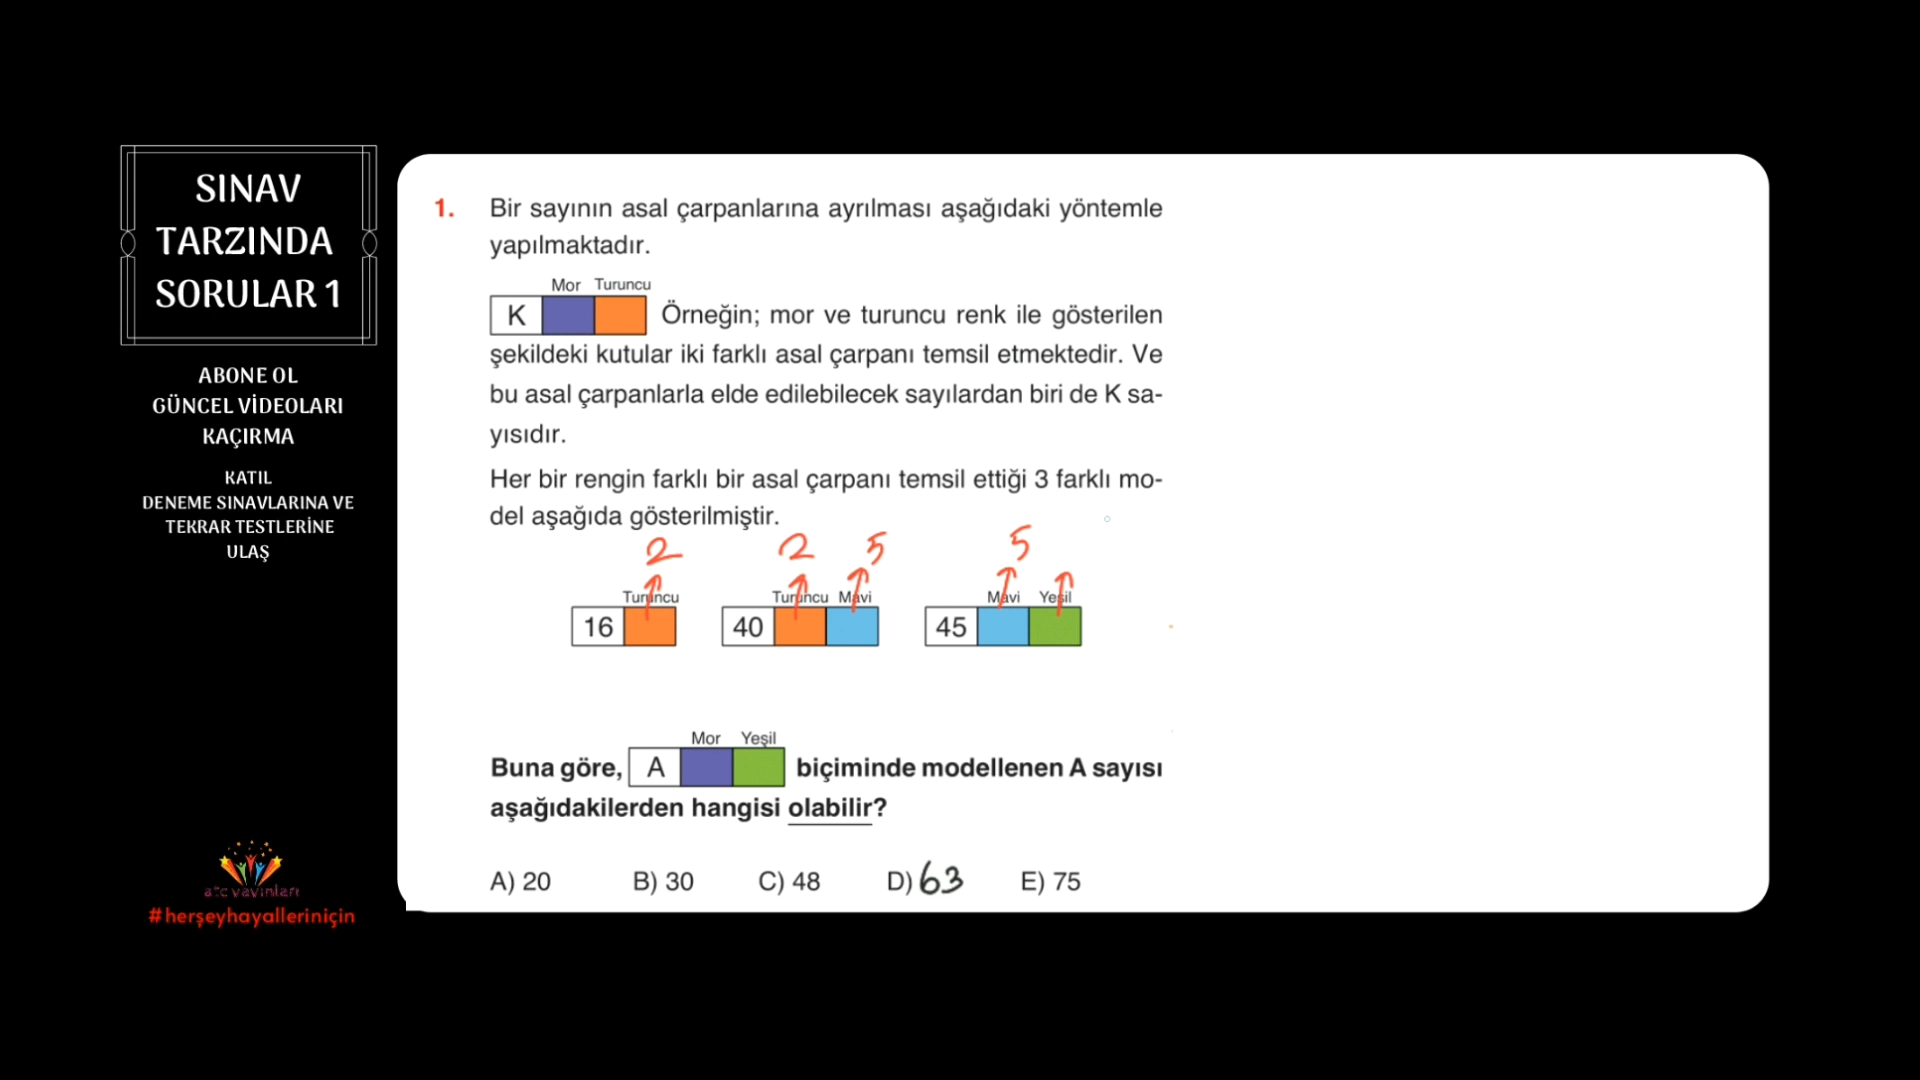 SINAV
TARZINDA
SORULAR 1
ABONE OL
GÜNCEL VİDEOLARI
KAÇIRMA
KATIL
DENEME SINAVLARINA VE
TEKRAR TESTLERİNE
ULAŞ
atc yayınları
#herşeyhayalleriniçin
1. Bir sayının asal çarpanlarına ayrılması aşağıdaki yöntemle
yapılmaktadır.
Mor Turuncu
K Örneğin; mor ve turuncu renk ile gösterilen
şekildeki kutular iki farklı asal çarpanı temsil etmektedir. Ve
bu asal çarpanlarla elde edilebilecek sayılardan biri de K sa-
yısıdır.
Her bir rengin farklı bir asal çarpanı temsil ettiği 3 farklı mo-
del aşağıda gösterilmiştir.
2 2 5 5
Turuncu Turuncu Mavi Mavi Yeşil
16 40 45
Mor Yeşil
Buna göre, A biçiminde modellenen A sayısı
aşağıdakilerden hangisi olabilir?
A) 20 B) 30 C) 48 D) 63 E) 75